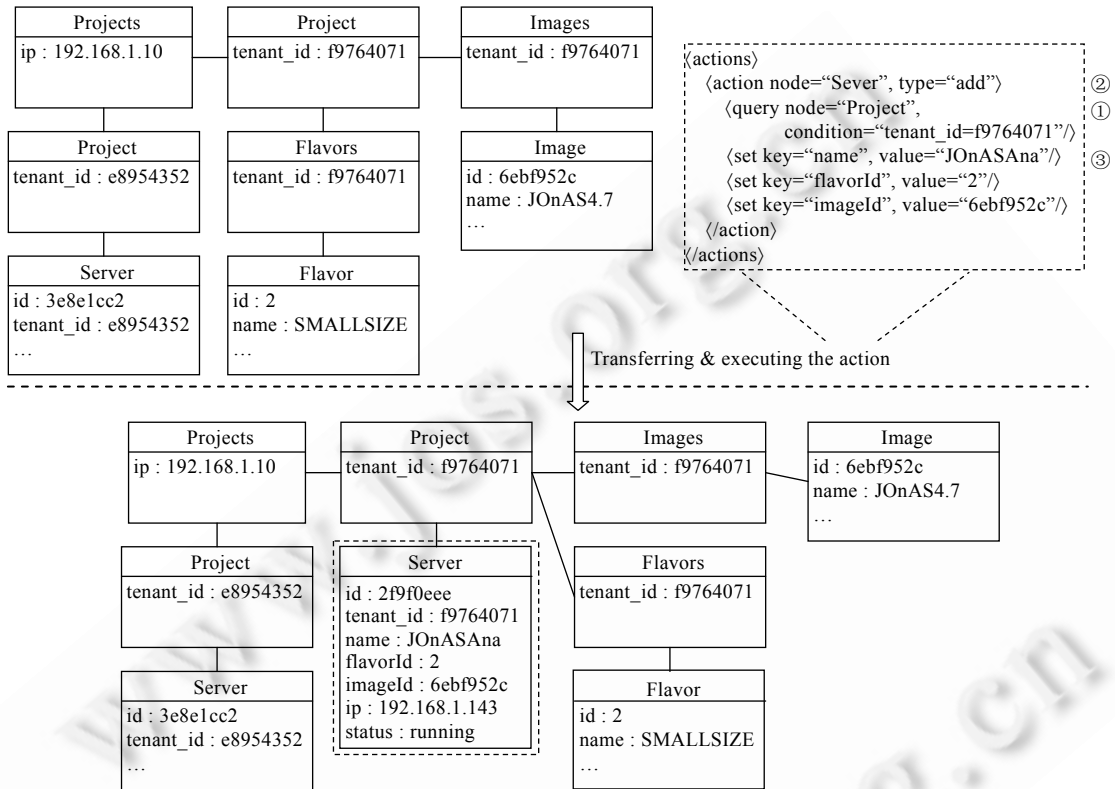 Projects
ip : 192.168.1.10
Project
tenant_id : f9764071
Images
tenant_id : f9764071
Project
tenant_id : e8954352
Flavors
tenant_id : f9764071
Image
id : 6ebf952c
name : JOnAS4.7
…
Server
id : 3e8e1cc2
tenant_id : e8954352
…
Flavor
id : 2
name : SMALLSIZE
…
〈actions〉
〈action node=“Sever”, type=“add”〉 ②
〈query node=“Project”, ①
condition=“tenant_id=f9764071”/〉
〈set key=“name”, value=“JOnASAna”/〉 ③
〈set key=“flavorId”, value=“2”/〉
〈set key=“imageId”, value=“6ebf952c”/〉
〈/action〉
〈/actions〉
Transferring & executing the action
Projects
ip : 192.168.1.10
Project
tenant_id : f9764071
Images
tenant_id : f9764071
Image
id : 6ebf952c
name : JOnAS4.7
…
Project
tenant_id : e8954352
Server
id : 2f9f0eee
tenant_id : f9764071
name : JOnASAna
flavorId : 2
imageId : 6ebf952c
ip : 192.168.1.143
status : running
Flavors
tenant_id : f9764071
Server
id : 3e8e1cc2
tenant_id : e8954352
…
Flavor
id : 2
name : SMALLSIZE
…
www.jos.org.cn
rg.cn